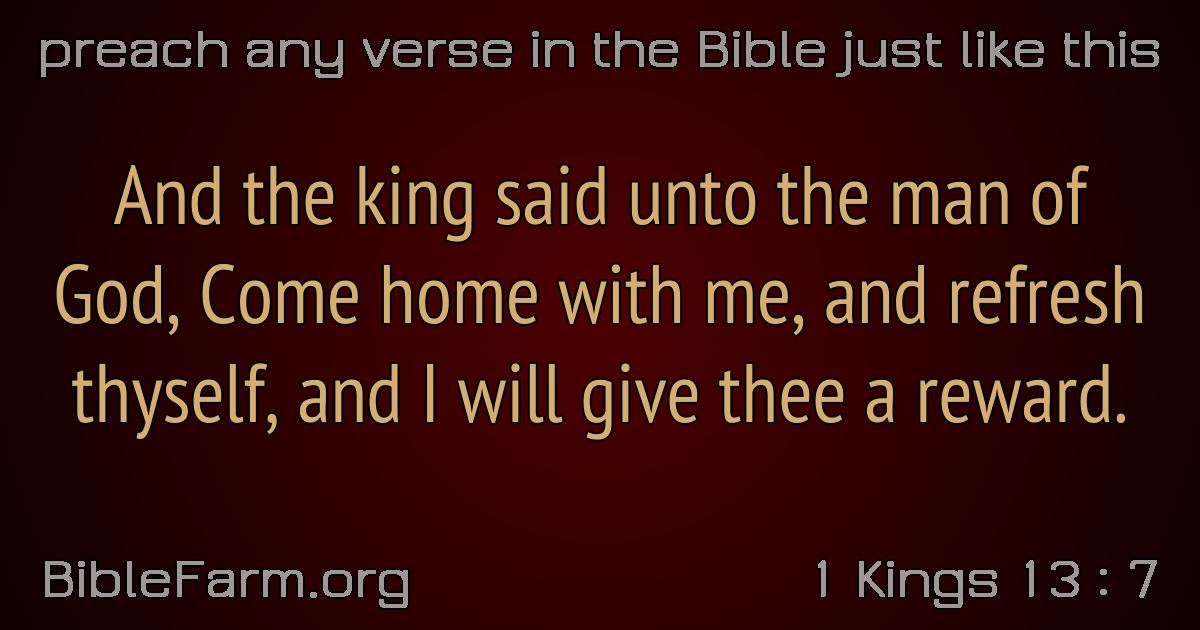 preach any verse in the Bible just like this
And the king said unto the man of
God, Come home with me, and refresh
thyself, and I will give thee a reward.
BibleFarm.org
1 Kings 13 : 7